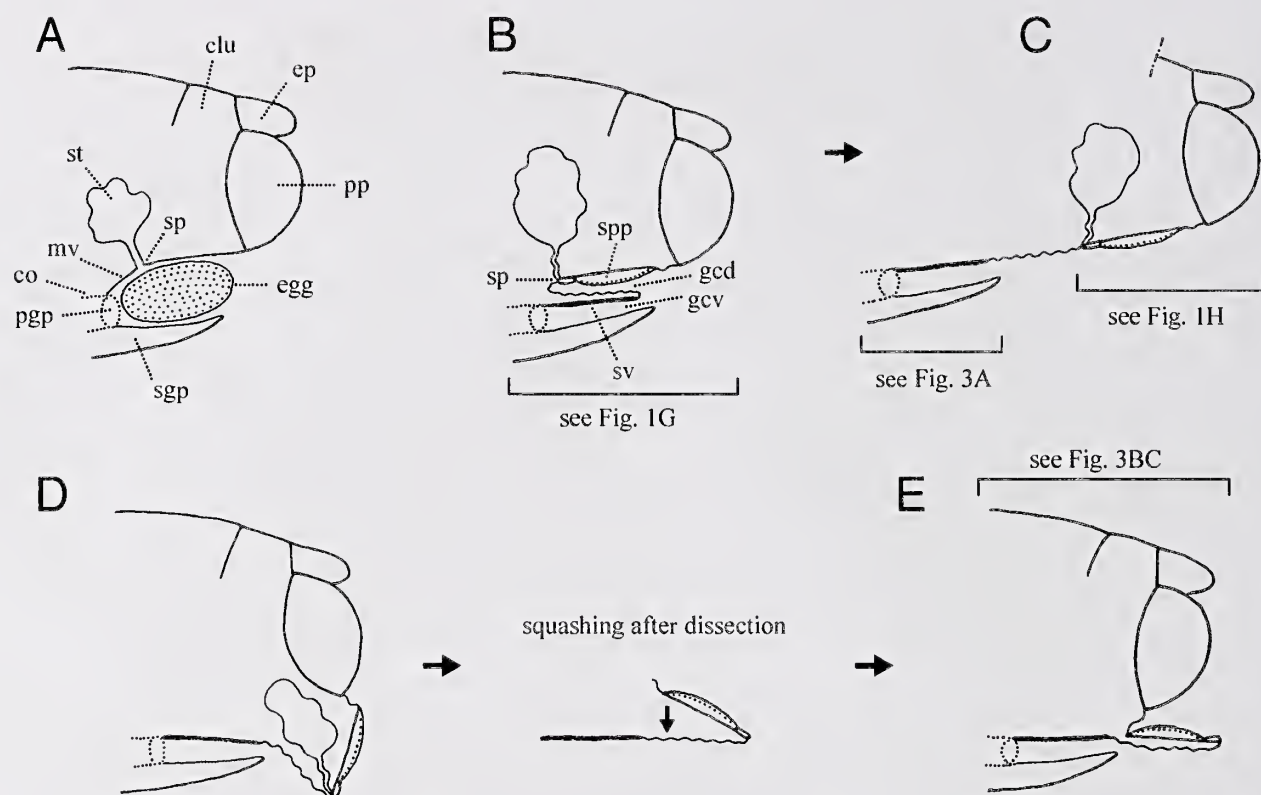 A
clu
ep
st
pp
sp
mv
co
egg
pgp
sgp
B
spp
sp
gcd
gcv
sv
see Fig. 1G
C
see Fig. 1H
see Fig. 3A
D
squashing after dissection
E
see Fig. 3BC